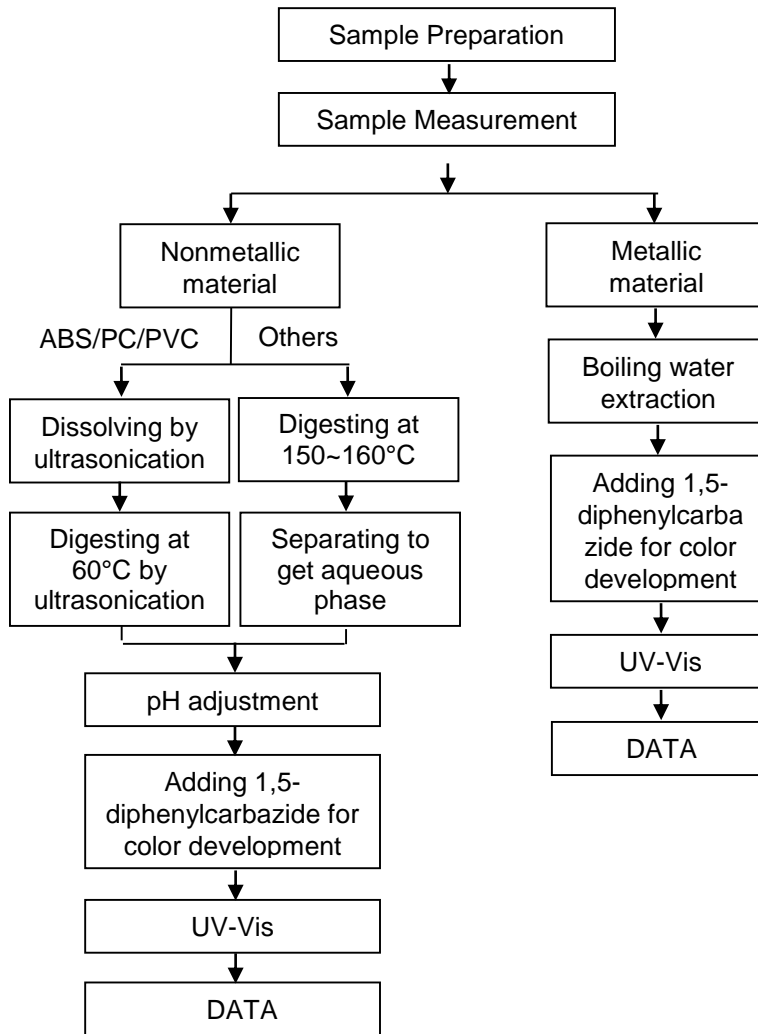 Sample Preparation
Sample Measurement
Nonmetallic
material
Metallic
material
ABS/PC/PVC
Others
Boiling water
extraction
Dissolving by
ultrasonication
Digesting at
150~160°C
Adding 1,5-
diphenylcarba
zide for color
development
Digesting at
60°C by
ultrasonication
Separating to
get aqueous
phase
UV-Vis
pH adjustment
DATA
Adding 1,5-
diphenylcarbazide for
color development
UV-Vis
DATA